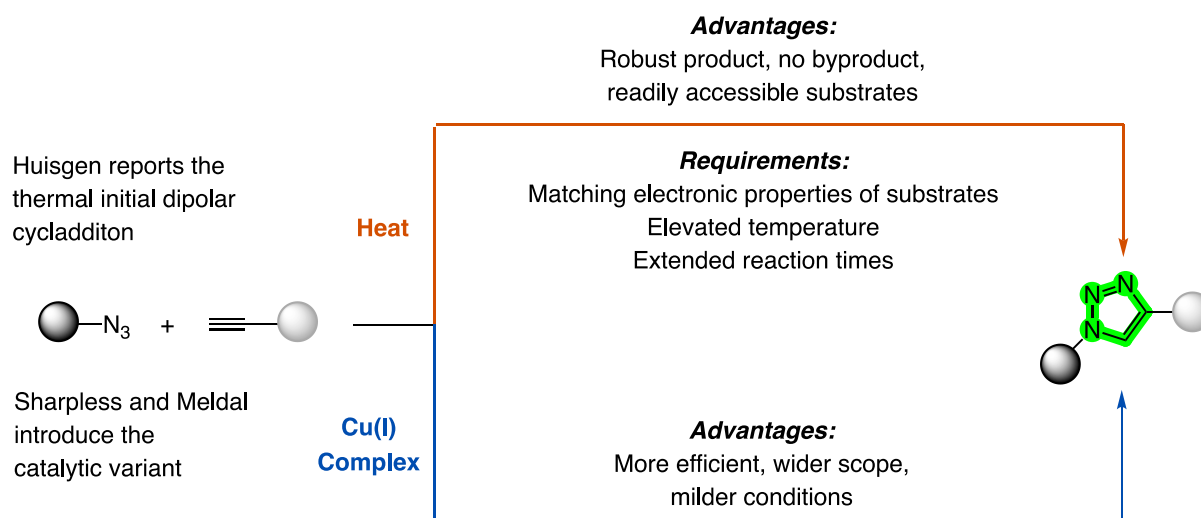 Advantages:
Robust product, no byproduct,
readily accessible substrates
Huisgen reports the
thermal initial dipolar
cycladditon
Heat
Requirements:
Matching electronic properties of substrates
Elevated temperature
Extended reaction times
N₃
+
N
N
N
Sharpless and Meldal
introduce the
catalytic variant
Cu(I)
Complex
Advantages:
More efficient, wider scope,
milder conditions